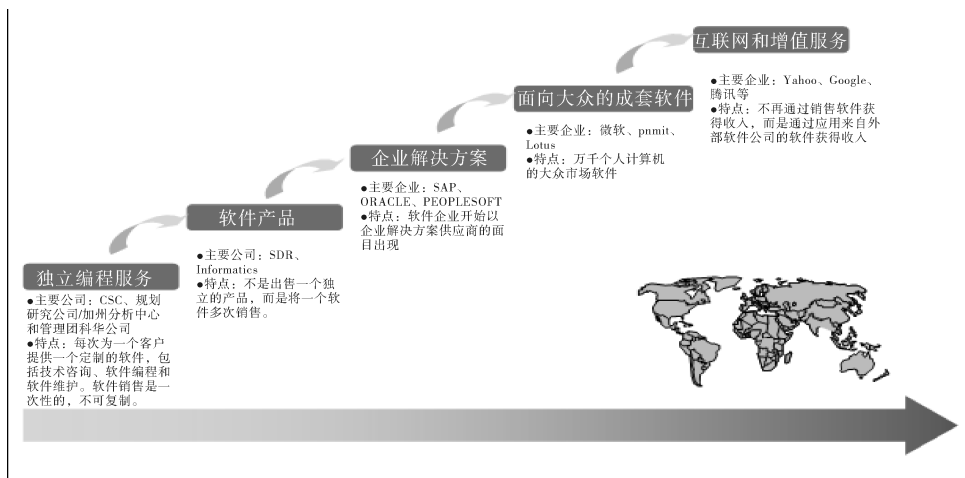 互联网和增值服务
●主要企业：Yahoo、Google、
腾讯等
●特点：不再通过销售软件获
得收入，而是通过应用来自外
部软件公司的软件获得收入
面向大众的成套软件
●主要企业：微软、pnmit、
Lotus
●特点：万千个人计算机
的大众市场软件
企业解决方案
●主要企业：SAP、
ORACLE、PEOPLESOFT
●特点：软件企业开始以
企业解决方案供应商的面
目出现
软件产品
●主要公司：SDR、
Informatics
●特点：不是出售一个独
立的产品，而是将一个软
件多次销售。
独立编程服务
●主要公司：CSC、规划
研究公司/加州分析中心
和管理团科华公司
●特点：每次为一个客户
提供一个定制的软件，包
括技术咨询、软件编程和
软件维护。软件销售是一
次性的，不可复制。